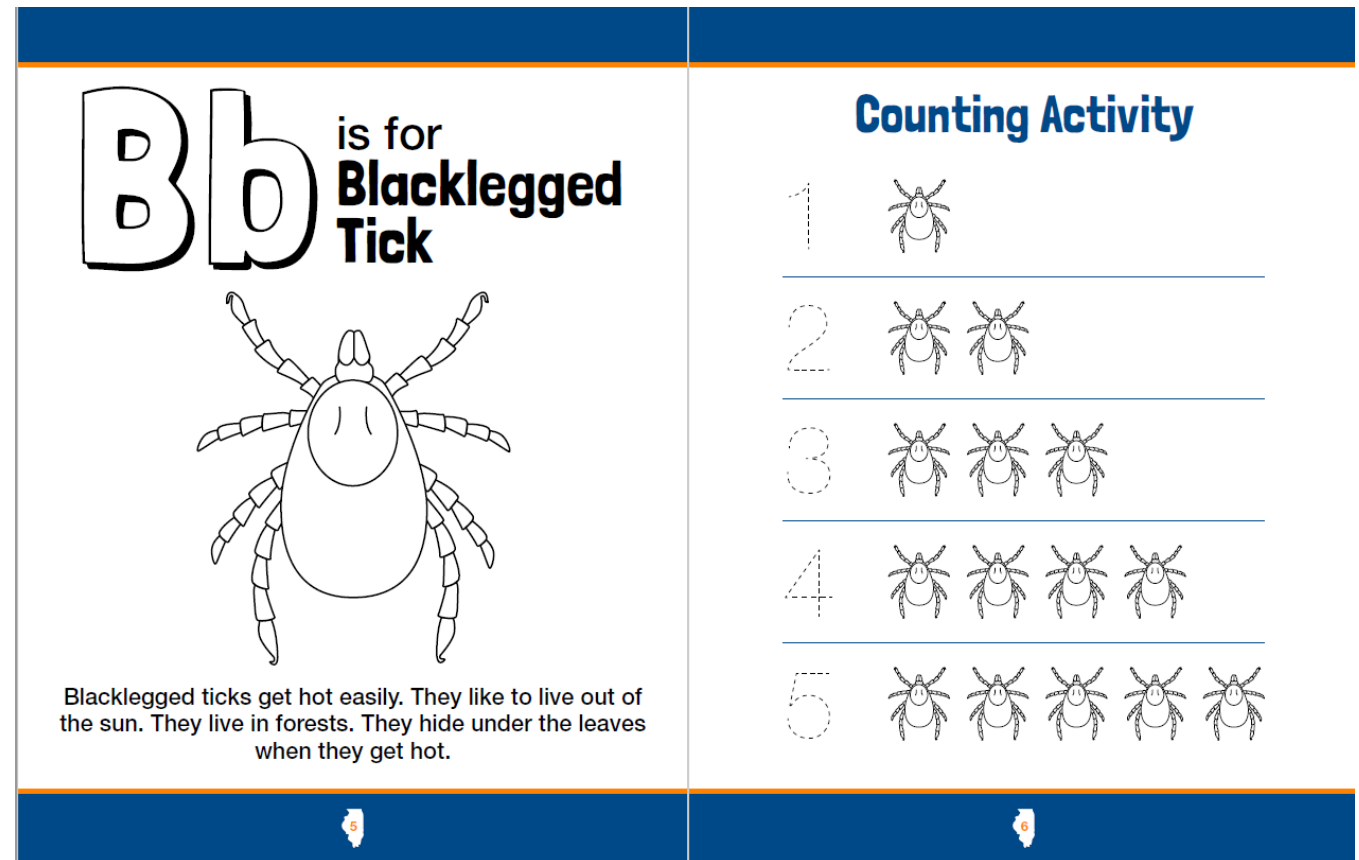 Bb
is for
Blacklegged
Tick
Blacklegged ticks get hot easily. They like to live out of
the sun. They live in forests. They hide under the leaves
when they get hot.
5
Counting Activity
1
2
3
4
5
6